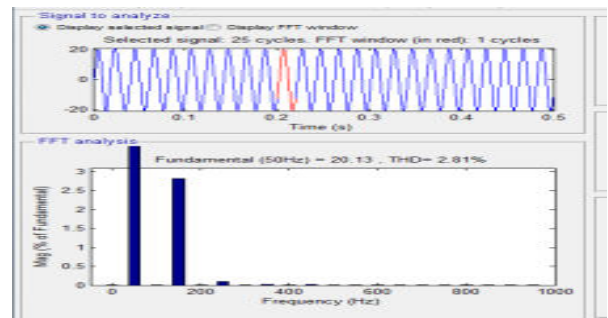 Signal to analyze
Display selected signal Display FFT window
Selected signal: 25 cycles. FFT window (in red): 1 cycles
20
0
-20
0 0.1 0.2 0.3 0.4 0.5
Time (s)
FFT analysis
Fundamental (50Hz) = 20.13 , THD= 2.81%
Mag (% of Fundamental)
3
2.5
2
1.5
1
0.5
0
0 200 400 600 800 1000
Frequency (Hz)